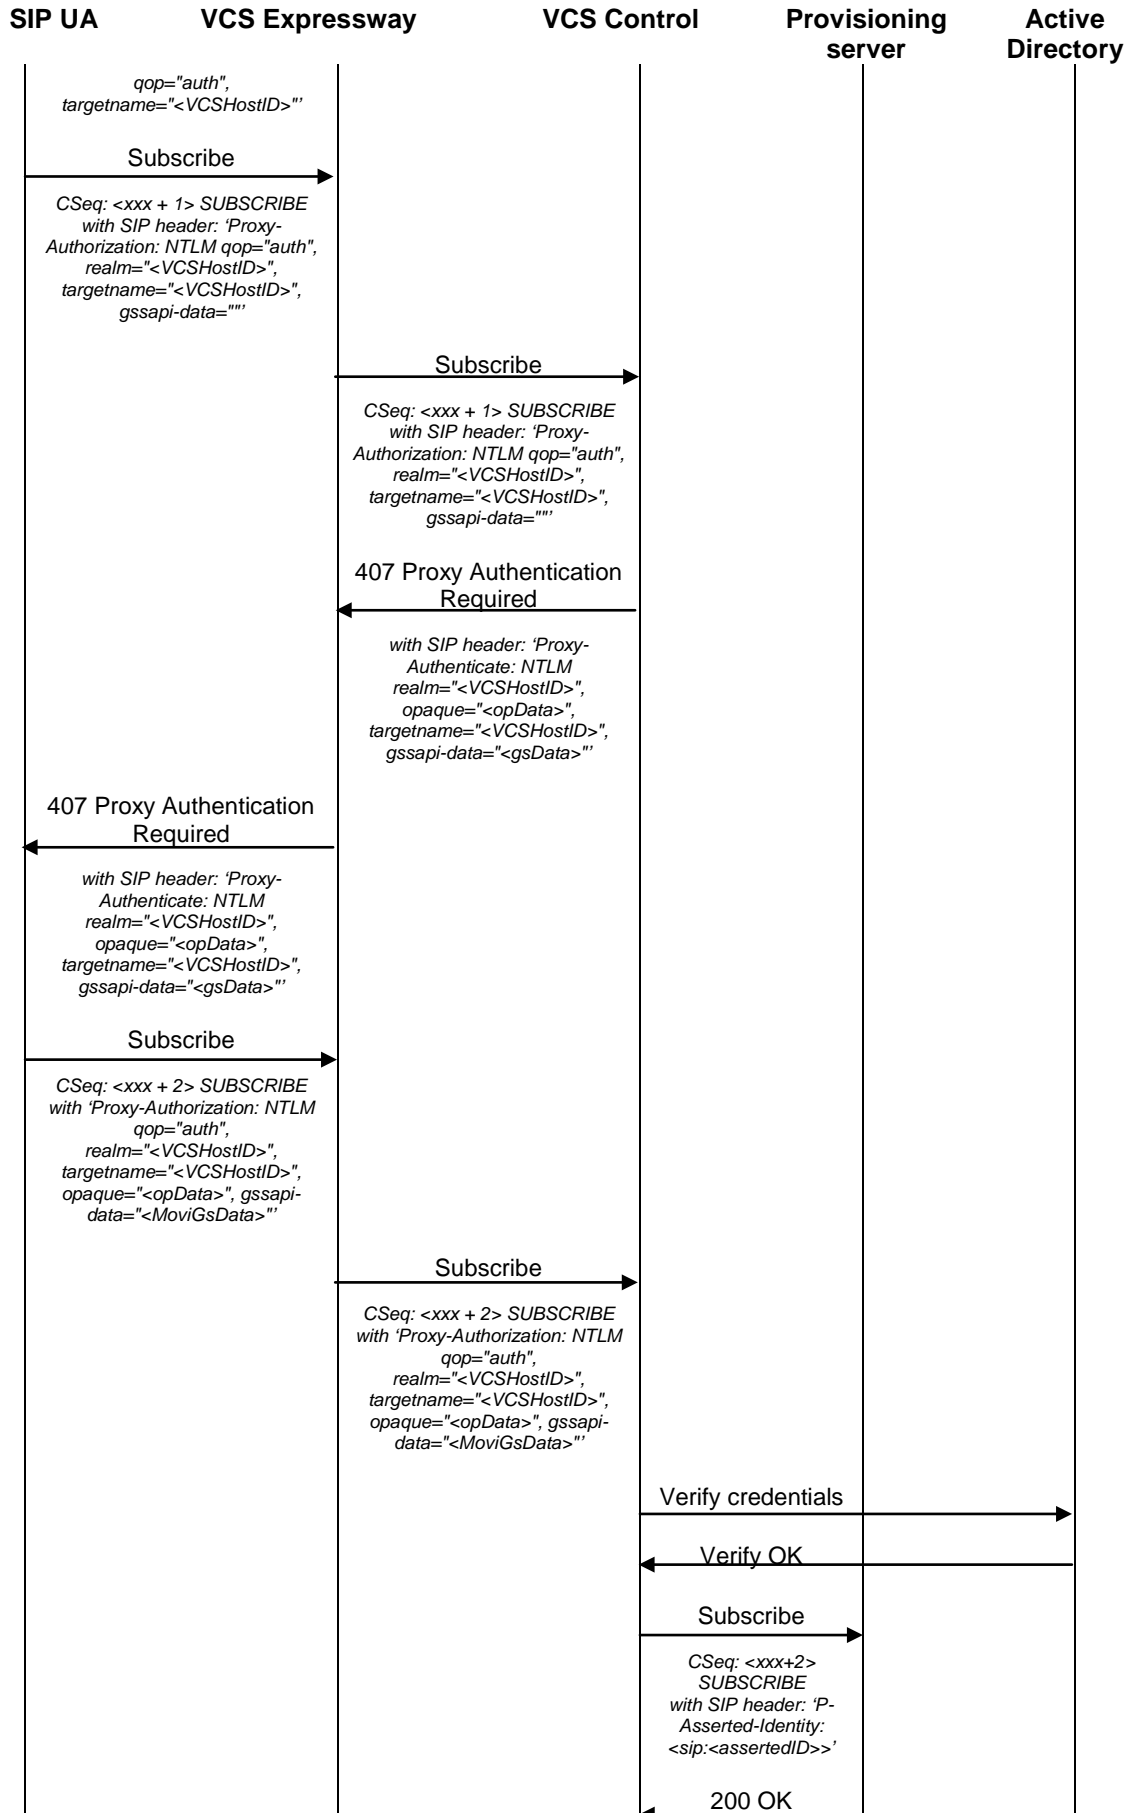 SIP UA
VCS Expressway
VCS Control
Provisioning
server
Active
Directory
qop="auth",
targetname="<VCSHostID>"’
Subscribe
CSeq: <xxx + 1> SUBSCRIBE
with SIP header: ‘Proxy-
Authorization: NTLM qop="auth",
realm="<VCSHostID>",
targetname="<VCSHostID>",
gssapi-data=""’
Subscribe
CSeq: <xxx + 1> SUBSCRIBE
with SIP header: ‘Proxy-
Authorization: NTLM qop="auth",
realm="<VCSHostID>",
targetname="<VCSHostID>",
gssapi-data=""’
407 Proxy Authentication
Required
with SIP header: ‘Proxy-
Authenticate: NTLM
realm="<VCSHostID>",
opaque="<opData>",
targetname="<VCSHostID>",
gssapi-data="<gsData>"’
407 Proxy Authentication
Required
with SIP header: ‘Proxy-
Authenticate: NTLM
realm="<VCSHostID>",
opaque="<opData>",
targetname="<VCSHostID>",
gssapi-data="<gsData>"’
Subscribe
CSeq: <xxx + 2> SUBSCRIBE
with ‘Proxy-Authorization: NTLM
qop="auth",
realm="<VCSHostID>",
targetname="<VCSHostID>",
opaque="<opData>", gssapi-
data="<MoviGsData>"’
Subscribe
CSeq: <xxx + 2> SUBSCRIBE
with ‘Proxy-Authorization: NTLM
qop="auth",
realm="<VCSHostID>",
targetname="<VCSHostID>",
opaque="<opData>", gssapi-
data="<MoviGsData>"’
Verify credentials
Verify OK
Subscribe
CSeq: <xxx+2>
SUBSCRIBE
with SIP header: ‘P-
Asserted-Identity:
<sip:<assertedID>>’
200 OK